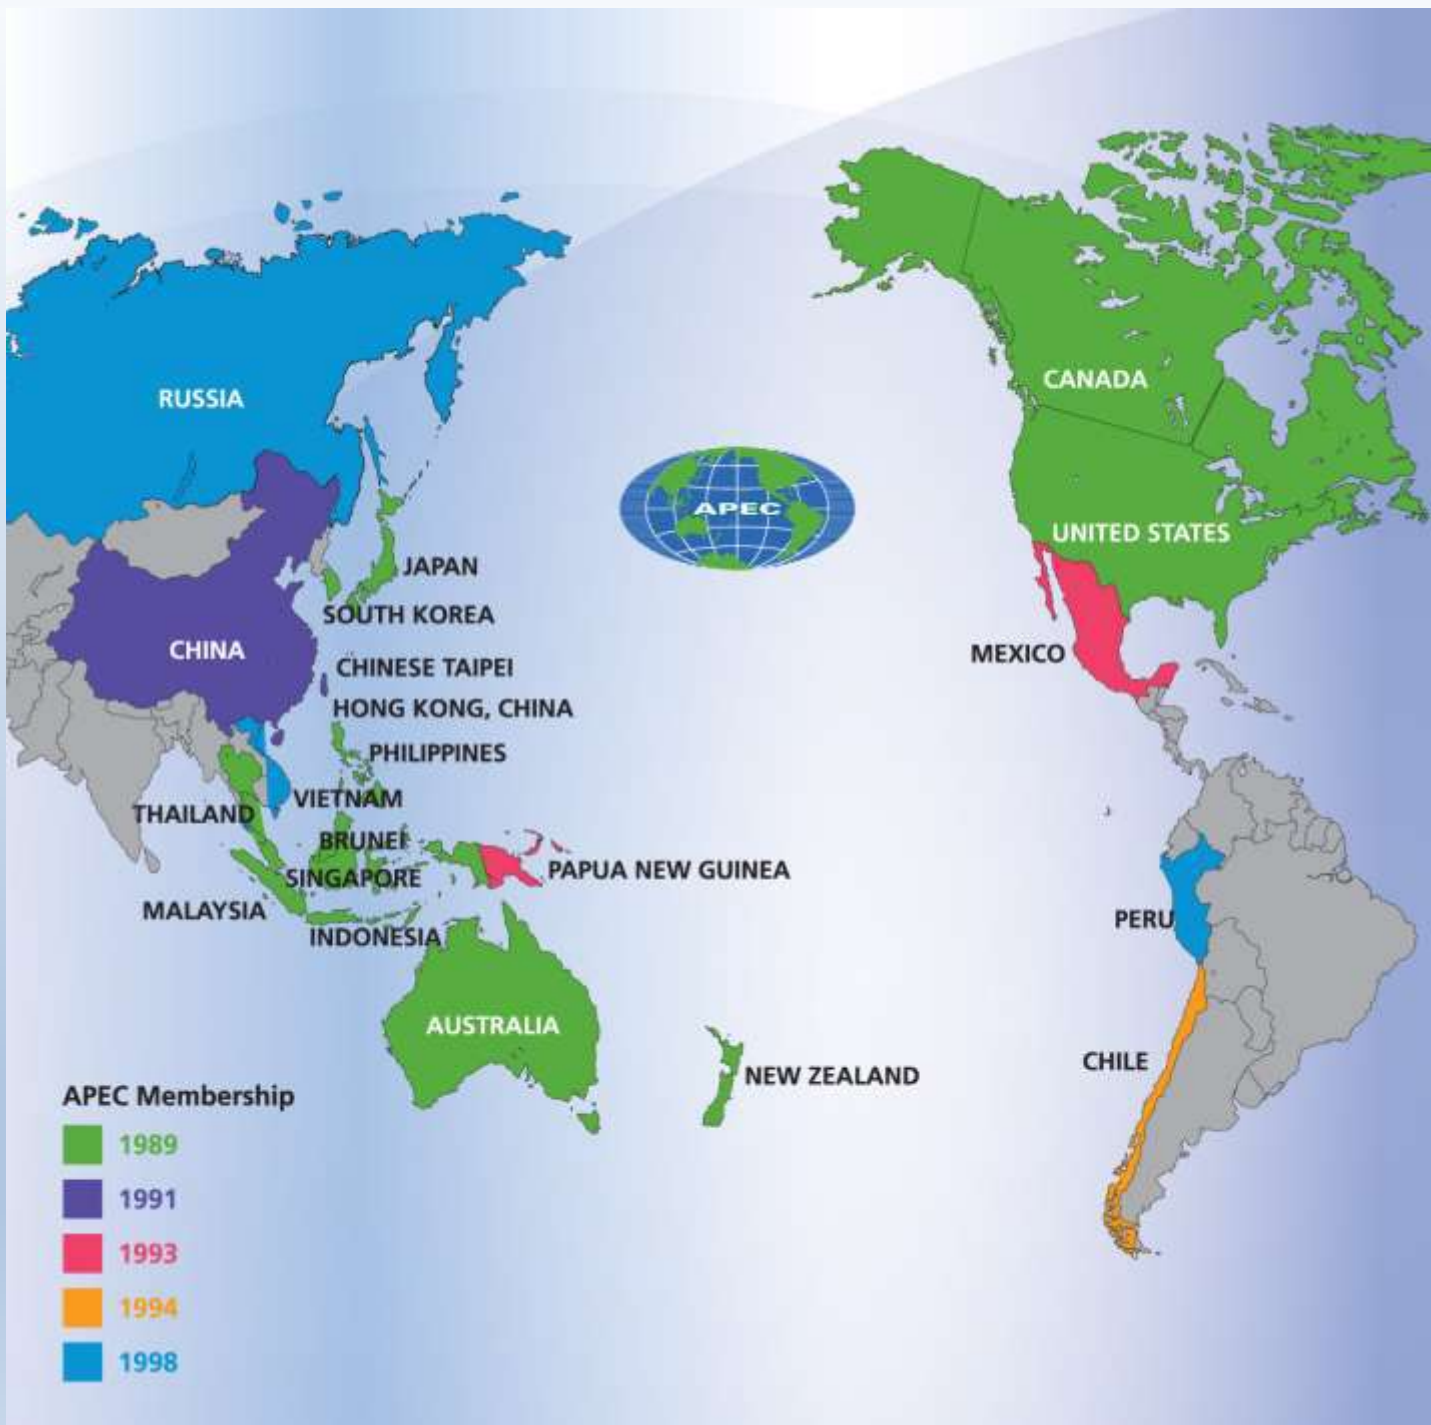 RUSSIA
CANADA
APEC
UNITED STATES
JAPAN
SOUTH KOREA
CHINA
MEXICO
CHINESE TAIPEI
HONG KONG, CHINA
PHILIPPINES
VIETNAM
THAILAND
BRUNEI
PAPUA NEW GUINEA
SINGAPORE
MALAYSIA
PERU
INDONESIA
AUSTRALIA
CHILE
NEW ZEALAND
APEC Membership
1989
1991
1993
1994
1998